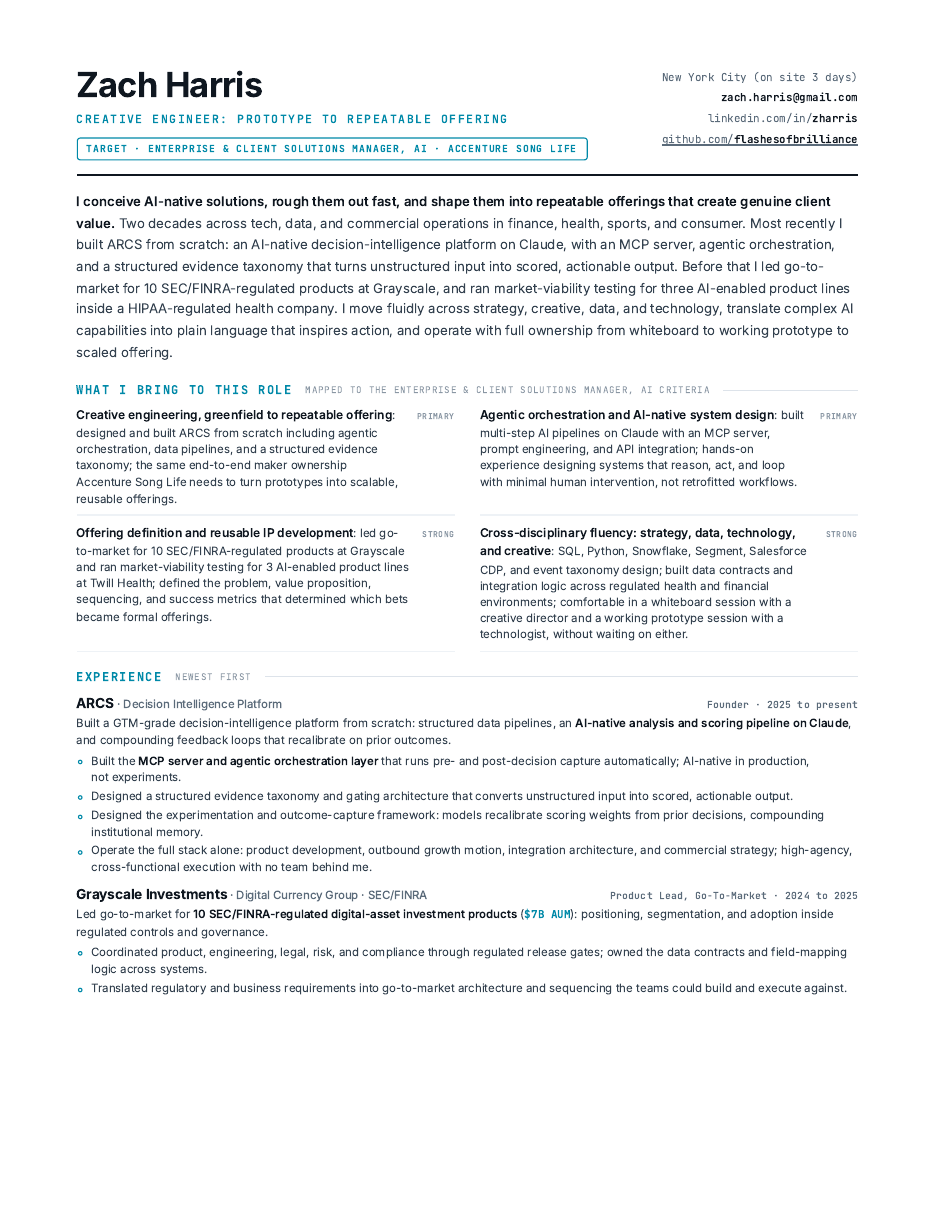 Zach Harris
CREATIVE ENGINEER: PROTOTYPE TO REPEATABLE OFFERING
TARGET · ENTERPRISE & CLIENT SOLUTIONS MANAGER, AI · ACCENTURE SONG LIFE
New York City (on site 3 days)
zach.harris@gmail.com
linkedin.com/in/zharris
github.com/flashesofbrilliance
I conceive AI-native solutions, rough them out fast, and shape them into repeatable offerings that create genuine client
value. Two decades across tech, data, and commercial operations in finance, health, sports, and consumer. Most recently I
built ARCS from scratch: an AI-native decision-intelligence platform on Claude, with an MCP server, agentic orchestration,
and a structured evidence taxonomy that turns unstructured input into scored, actionable output. Before that I led go-to-
market for 10 SEC/FINRA-regulated products at Grayscale, and ran market-viability testing for three AI-enabled product lines
inside a HIPAA-regulated health company. I move fluidly across strategy, creative, data, and technology, translate complex AI
capabilities into plain language that inspires action, and operate with full ownership from whiteboard to working prototype to
scaled offering.
WHAT I BRING TO THIS ROLE MAPPED TO THE ENTERPRISE & CLIENT SOLUTIONS MANAGER, AI CRITERIA
Creative engineering, greenfield to repeatable offering: PRIMARY
designed and built ARCS from scratch including agentic
orchestration, data pipelines, and a structured evidence
taxonomy; the same end-to-end maker ownership
Accenture Song Life needs to turn prototypes into scalable,
reusable offerings.
Agentic orchestration and AI-native system design: built PRIMARY
multi-step AI pipelines on Claude with an MCP server,
prompt engineering, and API integration; hands-on
experience designing systems that reason, act, and loop
with minimal human intervention, not retrofitted workflows.
Offering definition and reusable IP development: led go- STRONG
to-market for 10 SEC/FINRA-regulated products at Grayscale
and ran market-viability testing for 3 AI-enabled product lines
at Twill Health; defined the problem, value proposition,
sequencing, and success metrics that determined which bets
became formal offerings.
Cross-disciplinary fluency: strategy, data, technology, STRONG
and creative: SQL, Python, Snowflake, Segment, Salesforce
CDP, and event taxonomy design; built data contracts and
integration logic across regulated health and financial
environments; comfortable in a whiteboard session with a
creative director and a working prototype session with a
technologist, without waiting on either.
EXPERIENCE NEWEST FIRST
ARCS · Decision Intelligence Platform Founder · 2025 to present
Built a GTM-grade decision-intelligence platform from scratch: structured data pipelines, an AI-native analysis and scoring pipeline on Claude,
and compounding feedback loops that recalibrate on prior outcomes.
Built the MCP server and agentic orchestration layer that runs pre- and post-decision capture automatically; AI-native in production,
not experiments.
Designed a structured evidence taxonomy and gating architecture that converts unstructured input into scored, actionable output.
Designed the experimentation and outcome-capture framework: models recalibrate scoring weights from prior decisions, compounding
institutional memory.
Operate the full stack alone: product development, outbound growth motion, integration architecture, and commercial strategy; high-agency,
cross-functional execution with no team behind me.
Grayscale Investments · Digital Currency Group · SEC/FINRA Product Lead, Go-To-Market · 2024 to 2025
Led go-to-market for 10 SEC/FINRA-regulated digital-asset investment products ($7B AUM): positioning, segmentation, and adoption inside
regulated controls and governance.
Coordinated product, engineering, legal, risk, and compliance through regulated release gates; owned the data contracts and field-mapping
logic across systems.
Translated regulatory and business requirements into go-to-market architecture and sequencing the teams could build and execute against.